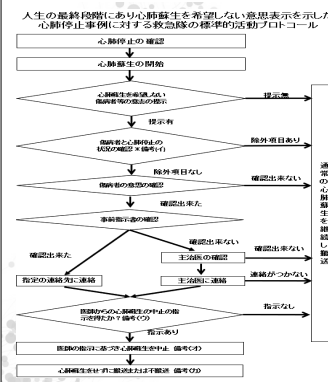 人生の最終段階にあり心肺蘇生を希望しない意思表示を示した
心肺停止事例に対する救急隊の標準的活動プロトコール
心肺停止の確認
心肺蘇生の開始
心肺蘇生を希望しない
傷病者等の意志の提示
提示無
提示有
傷病者と心肺停止の
状況の確認 * 備考(イ)
除外項目あり
除外項目なし
傷病者の意思の確認
確認出来ない
確認出来た
事前指示書の確認
確認出来た
確認出来ない
主治医の確認
確認出来ない
指定の連絡先に連絡
主治医に連絡
連絡がつかない
医師からの心肺蘇生の中止の指
示を得たか? 備考(ウ)
指示なし
指示あり
医師の指示に基づき心肺蘇生を中止 備考(オ)
心肺蘇生をせずに搬送または不搬送 備考(カ)
通常の心肺蘇生を継続し搬送